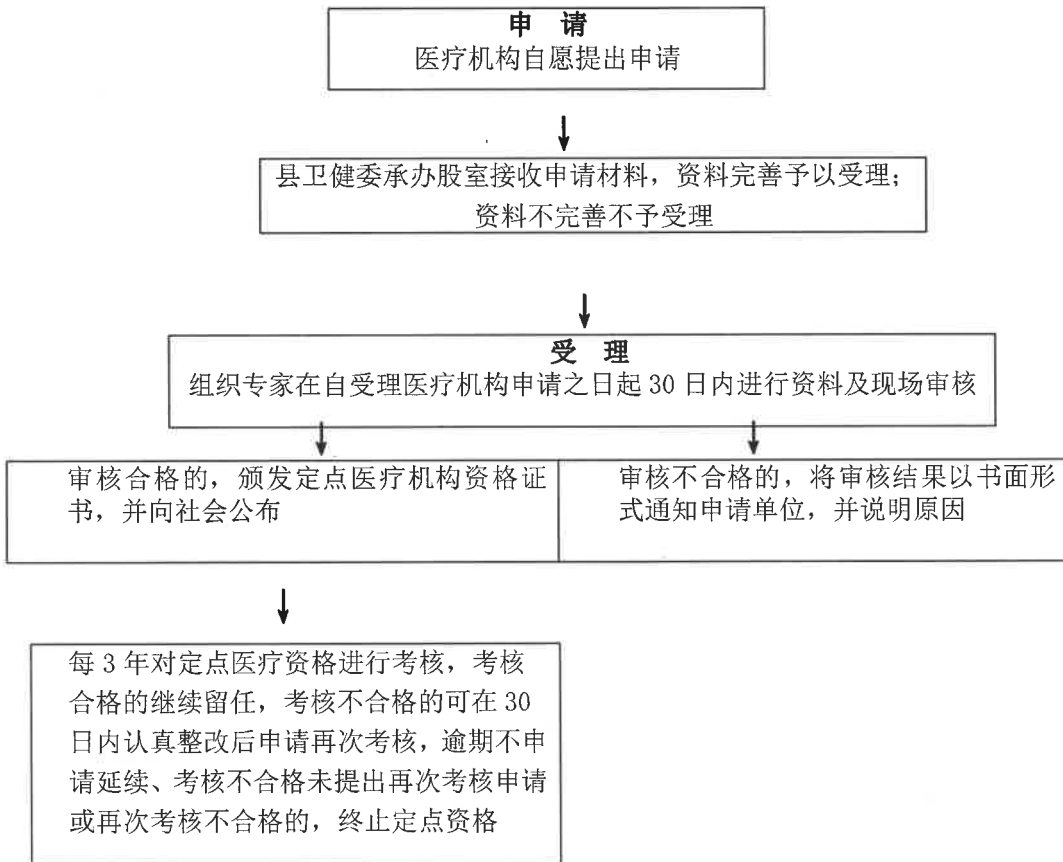 申 请
医疗机构自愿提出申请
县卫健委承办股室接收申请材料，资料完善予以受理；
资料不完善不予受理
受 理
组织专家在自受理医疗机构申请之日起 30 日内进行资料及现场审核
审核合格的，颁发定点医疗机构资格证
书，并向社会公布
审核不合格的，将审核结果以书面形
式通知申请单位，并说明原因
每 3 年对定点医疗资格进行考核，考核
合格的继续留任，考核不合格的可在 30
日内认真整改后申请再次考核，逾期不申
请延续、考核不合格未提出再次考核申请
或再次考核不合格的，终止定点资格